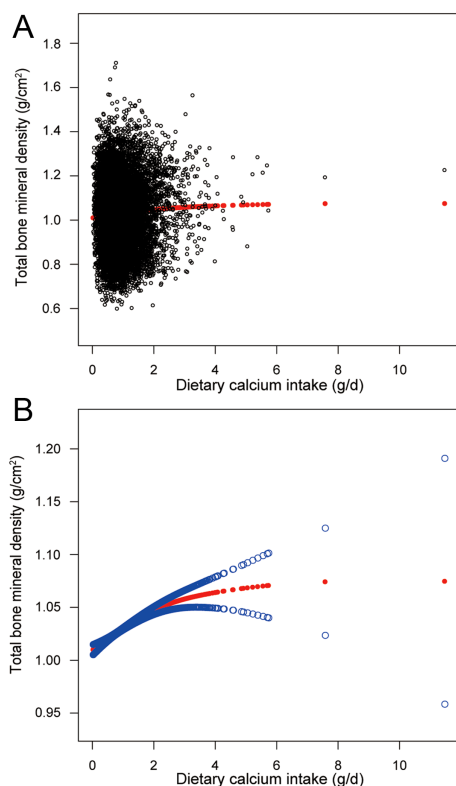 A
Total bone mineral density (g/cm²)
1.8
1.6
1.4
1.2
1.0
0.8
0.6
0 2 4 6 8 10
Dietary calcium intake (g/d)
B
Total bone mineral density (g/cm²)
1.20
1.15
1.10
1.05
1.00
0.95
0 2 4 6 8 10
Dietary calcium intake (g/d)